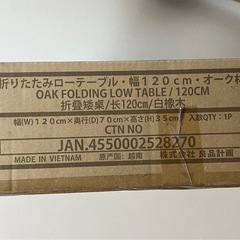 折りたたみローテーブル・幅120cm・オーク材
OAK FOLDING LOW TABLE / 120CM
折叠矮桌/长120cm/白橡木
幅(W)120cm×奥行(D)70cm×高さ(H)35cm 入数QTY：1P
CTN NO
JAN.4550002528270
MADE IN VIETNAM 原产国：越南 株式会社 良品計画